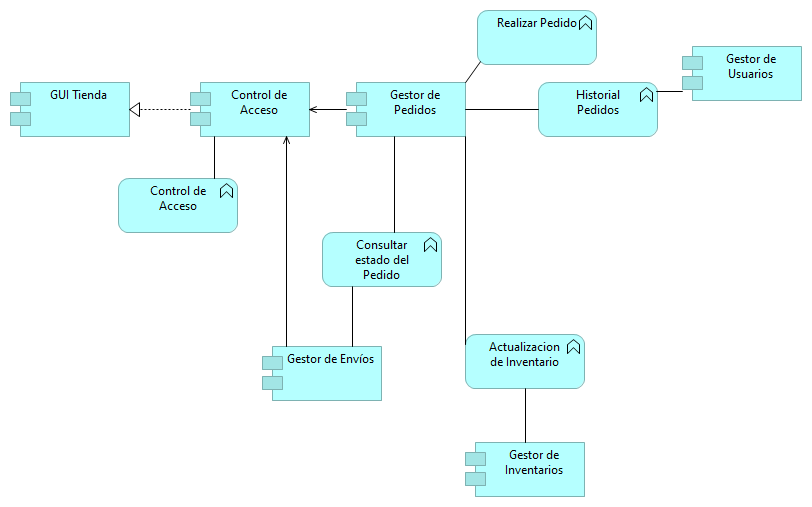 Realizar Pedido
Gestor de
Usuarios
GUI Tienda
Control de
Acceso
Gestor de
Pedidos
Historial
Pedidos
Control de
Acceso
Consultar
estado del
Pedido
Actualizacion
de Inventario
Gestor de Envíos
Gestor de
Inventarios